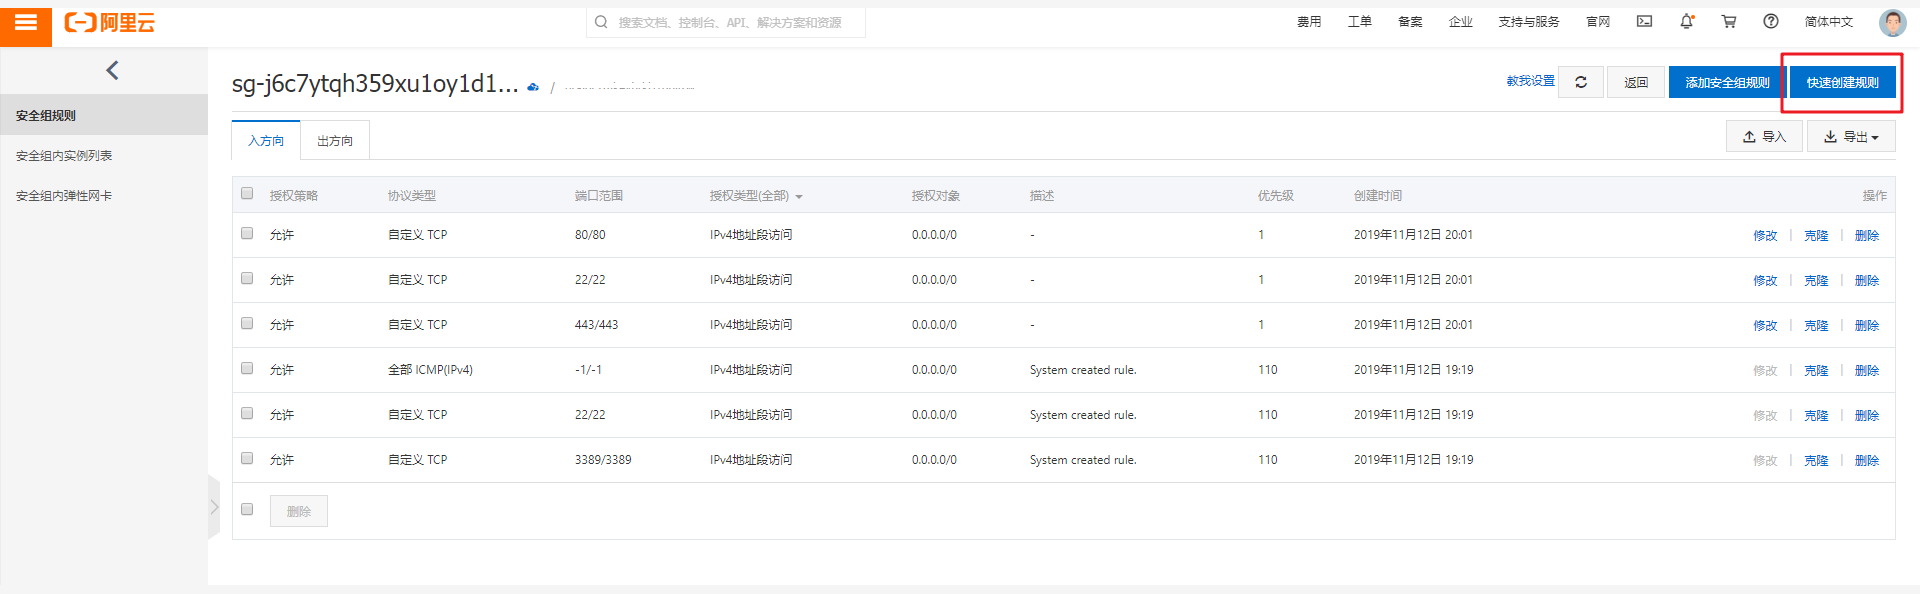 阿里云
搜索文档、控制台、API、解决方案和资源
费用 工单 备案 企业 支持与服务 官网 简体中文
sg-j6c7ytqh359xu1oy1d1... /
教我设置 返回 添加安全组规则 快速创建规则
安全组规则
安全组内实例列表
安全组内弹性网卡
入方向 出方向
导入 导出
授权策略 协议类型 端口范围 授权类型(全部) 授权对象 描述 优先级 创建时间 操作
允许 自定义 TCP 80/80 IPv4地址段访问 0.0.0.0/0 - 1 2019年11月12日 20:01 修改 | 克隆 | 删除
允许 自定义 TCP 22/22 IPv4地址段访问 0.0.0.0/0 - 1 2019年11月12日 20:01 修改 | 克隆 | 删除
允许 自定义 TCP 443/443 IPv4地址段访问 0.0.0.0/0 - 1 2019年11月12日 20:01 修改 | 克隆 | 删除
允许 全部 ICMP(IPv4) -1/-1 IPv4地址段访问 0.0.0.0/0 System created rule. 110 2019年11月12日 19:19 修改 | 克隆 | 删除
允许 自定义 TCP 22/22 IPv4地址段访问 0.0.0.0/0 System created rule. 110 2019年11月12日 19:19 修改 | 克隆 | 删除
允许 自定义 TCP 3389/3389 IPv4地址段访问 0.0.0.0/0 System created rule. 110 2019年11月12日 19:19 修改 | 克隆 | 删除
删除